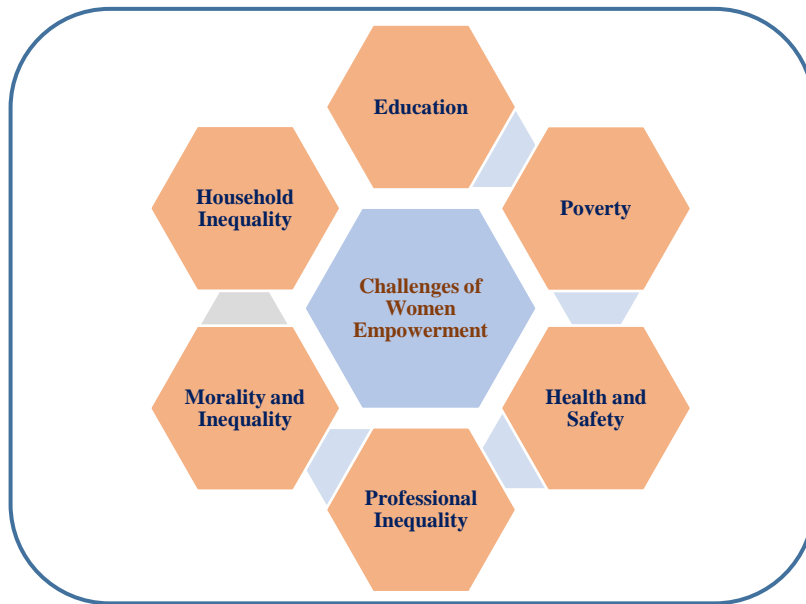 Education
Household
Inequality
Poverty
Challenges of
Women
Empowerment
Morality and
Inequality
Health and
Safety
Professional
Inequality